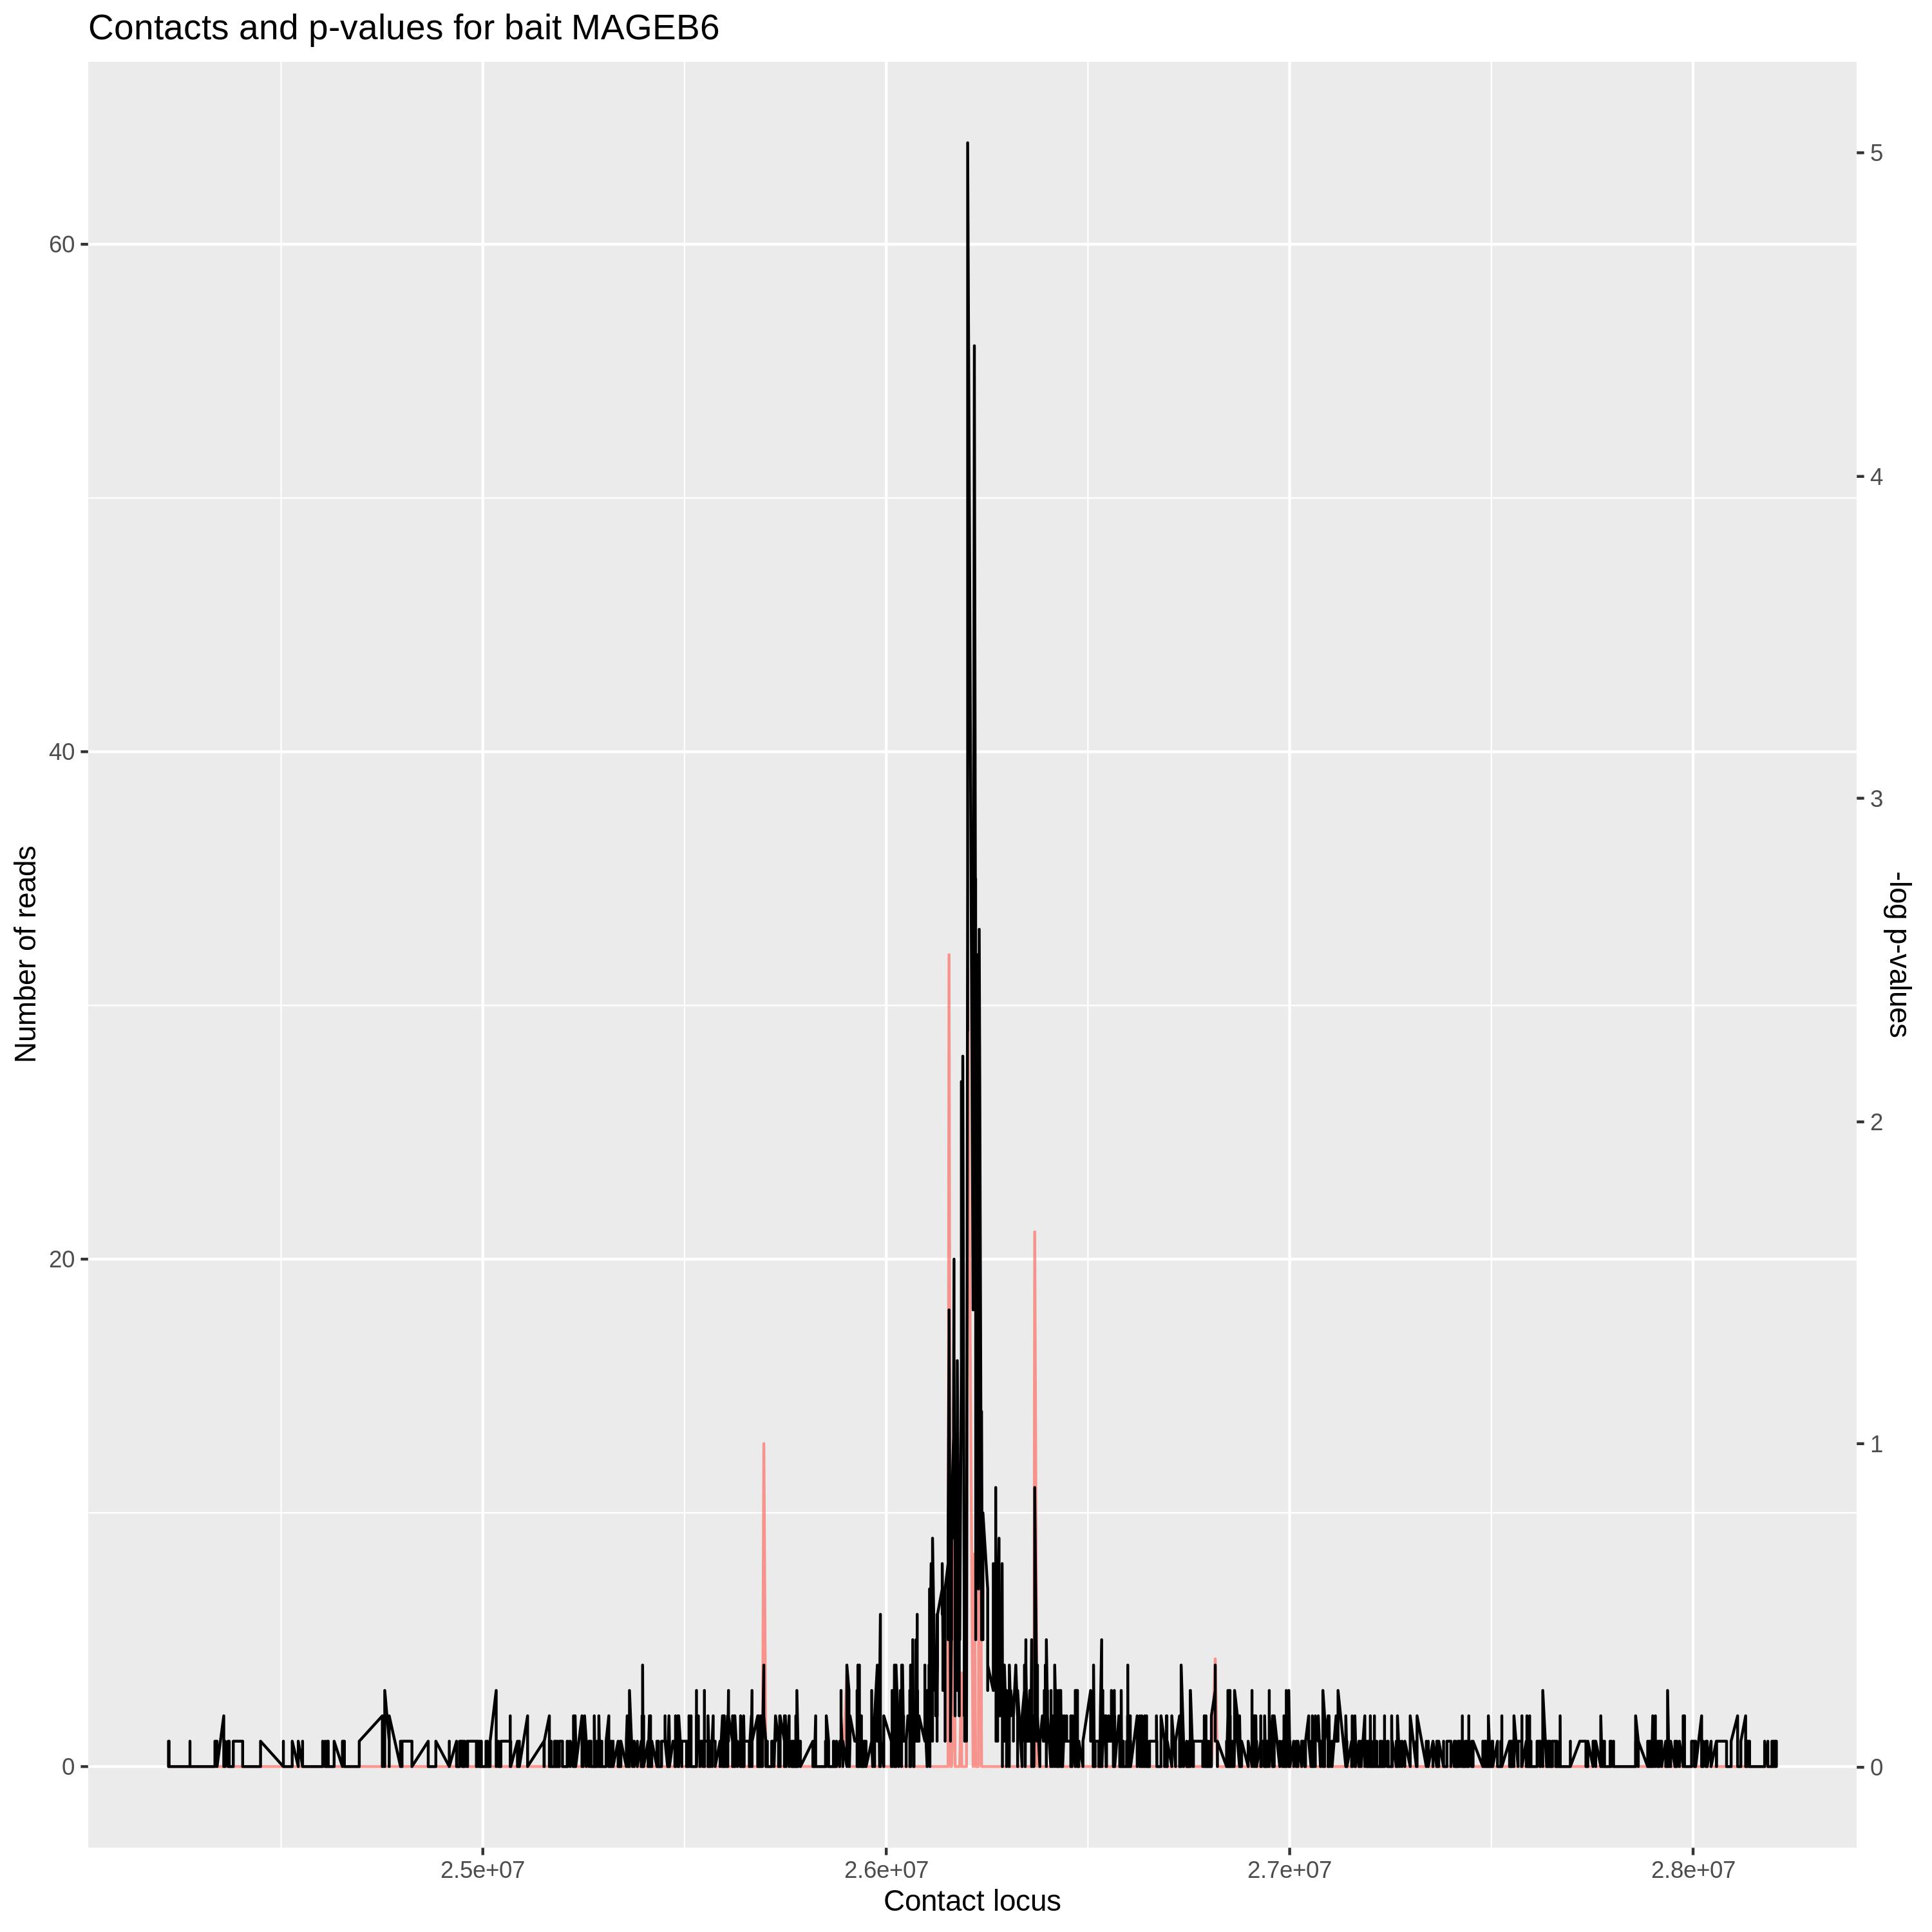 Contacts and p-values for bait MAGEB6
60
40
20
0
Number of reads
5
4
3
2
1
0
-log p-values
2.5e+07
2.6e+07
2.7e+07
2.8e+07
Contact locus